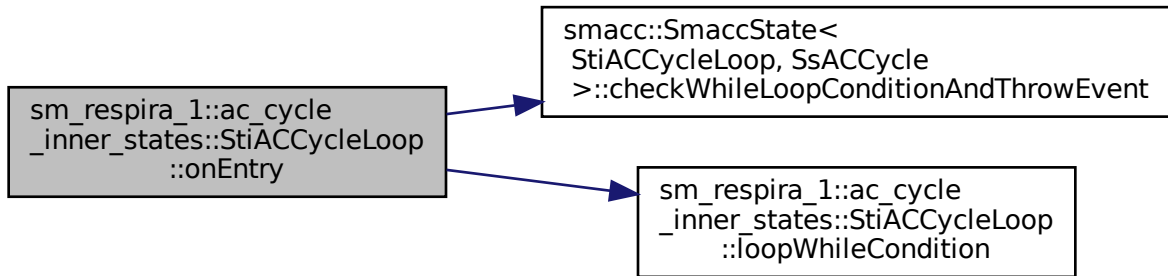 sm_respira_1::ac_cycle
_inner_states::StiACCycleLoop
::onEntry
smacc::SmaccState<
StiACCycleLoop, SsACCycle
>::checkWhileLoopConditionAndThrowEvent
sm_respira_1::ac_cycle
_inner_states::StiACCycleLoop
::loopWhileCondition